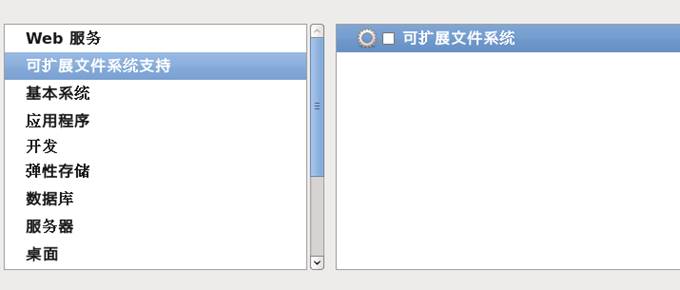 Web 服务
可扩展文件系统支持
基本系统
应用程序
开发
弹性存储
数据库
服务器
桌面
可扩展文件系统